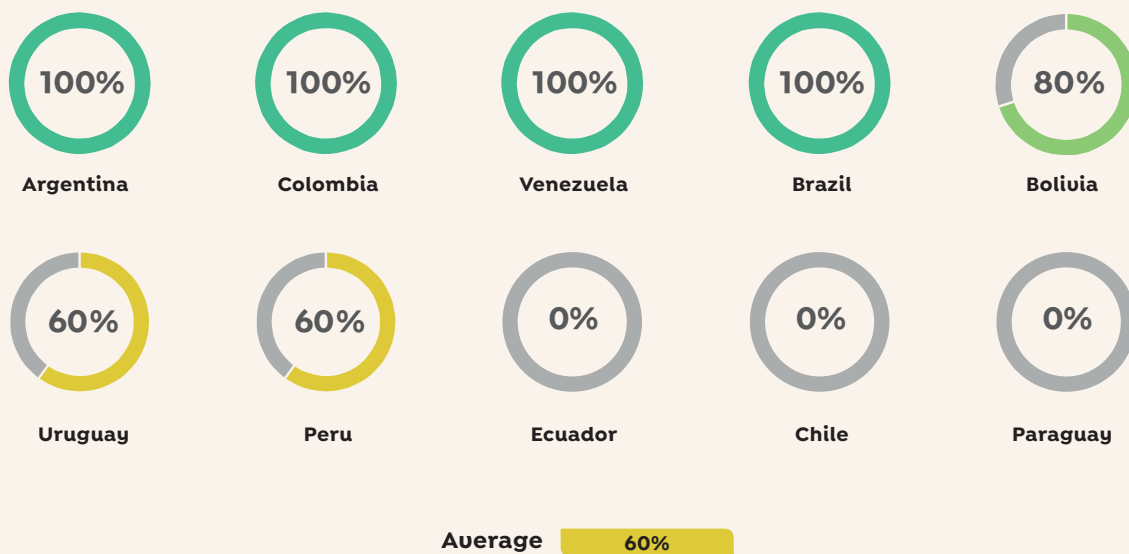 100% 100% 100% 100% 80%
Argentina Colombia Venezuela Brazil Bolivia
60% 60% 0% 0% 0%
Uruguay Peru Ecuador Chile Paraguay
Average 60%